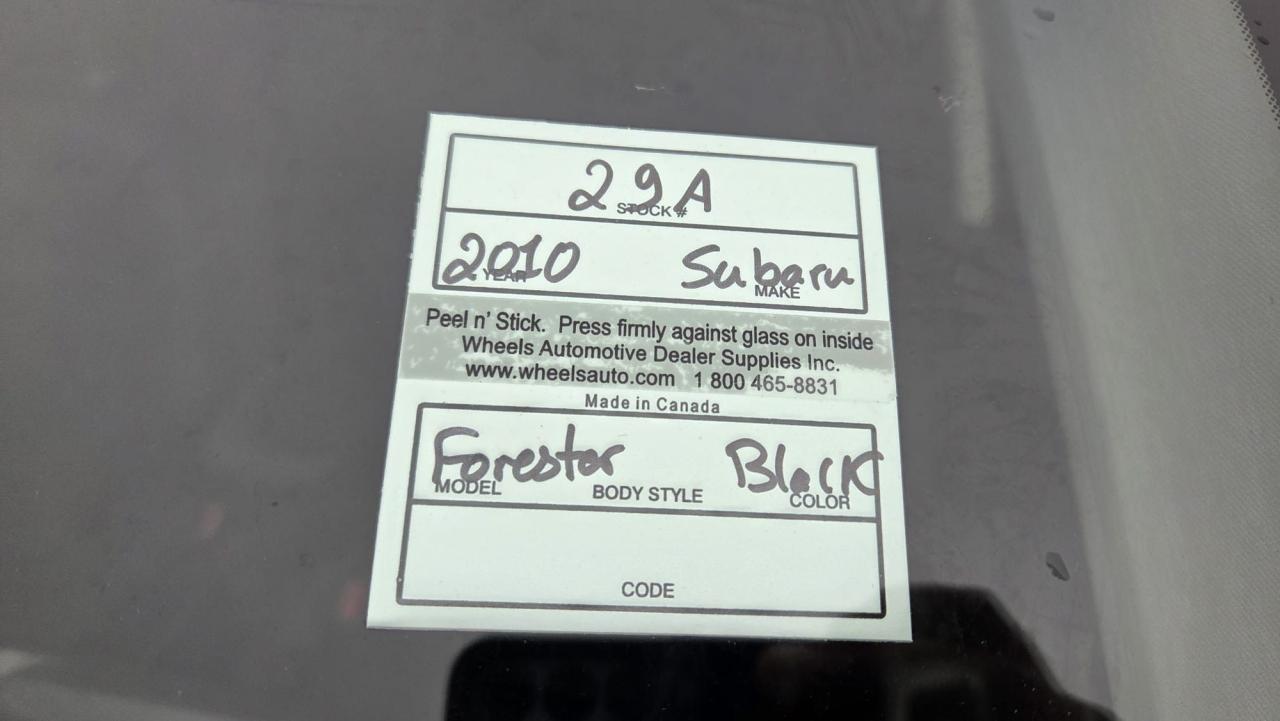 29A
STOCK #
2010 Subaru
YEAR MAKE
Peel n' Stick. Press firmly against glass on inside
Wheels Automotive Dealer Supplies Inc.
www.wheelsauto.com 1 800 465-8831
Made in Canada
Forestor Black
MODEL BODY STYLE COLOR
CODE